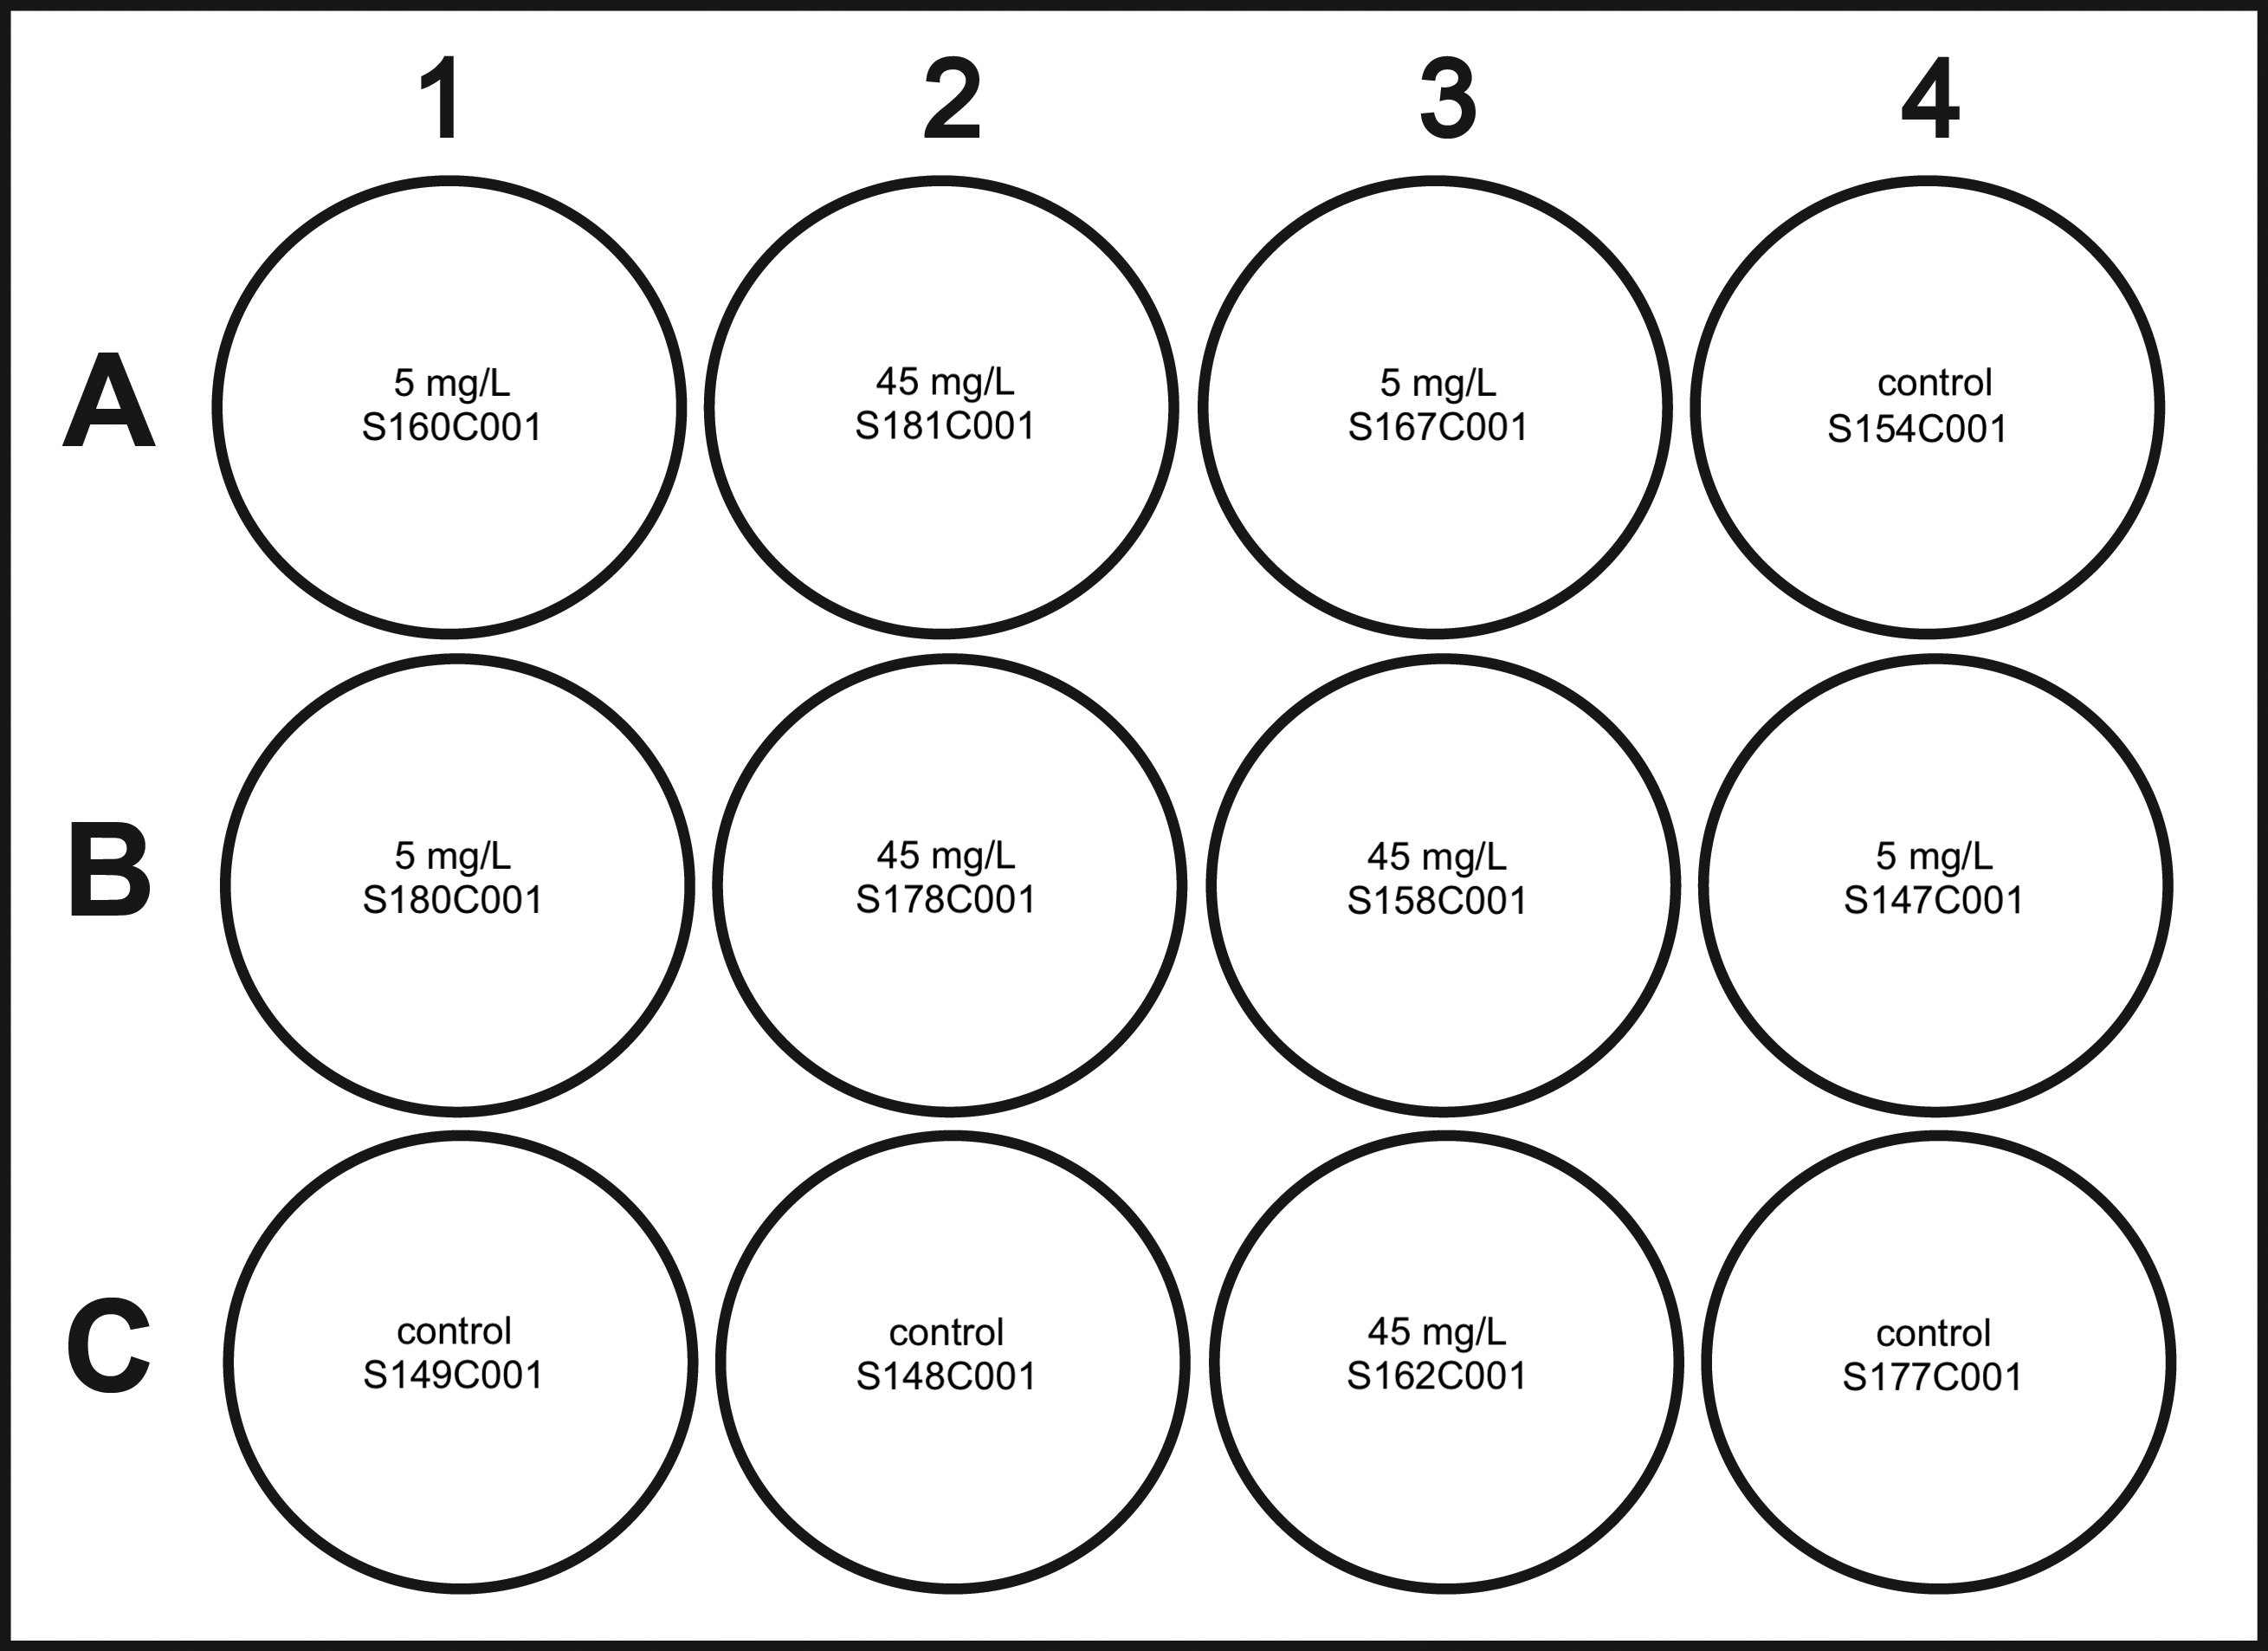 1 2 3 4
A
5 mg/L
S160C001
45 mg/L
S181C001
5 mg/L
S167C001
control
S154C001
B
5 mg/L
S180C001
45 mg/L
S178C001
45 mg/L
S158C001
5 mg/L
S147C001
C
control
S149C001
control
S148C001
45 mg/L
S162C001
control
S177C001